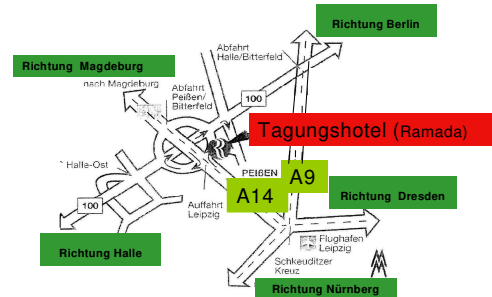 Richtung Berlin
Abfahrt
Halle/Bitterfeld
Richtung Magdeburg
nach Magdeburg
Abfahrt
Peißen/
Bitterfeld
100
Tagungshotel (Ramada)
Halle-Ost
PEIßEN
A9
A14
Auffahrt
Leipzig
Richtung Dresden
100
Richtung Halle
Flughafen
Leipzig
Schkeuditzer
Kreuz
Richtung Nürnberg